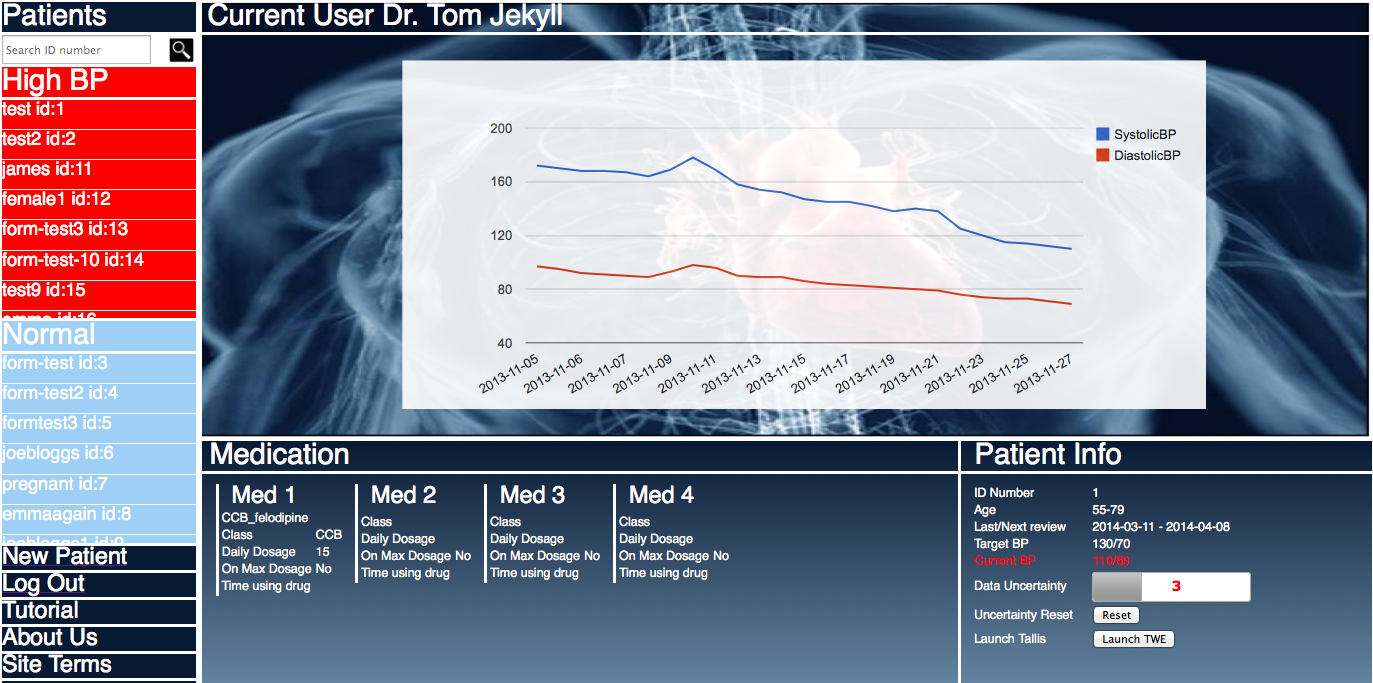 Patients
Search ID number
High BP
test id:1
test2 id:2
james id:11
female1 id:12
form-test3 id:13
form-test-10 id:14
test9 id:15
emma id:16
Normal
form-test id:3
form-test2 id:4
formtest3 id:5
joebloggs id:6
pregnant id:7
emmaagain id:8
joebloggs1 id:9
New Patient
Log Out
Tutorial
About Us
Site Terms
Current User Dr. Tom Jekyll
200
160
120
80
40
SystolicBP
DiastolicBP
2013-11-05
2013-11-06
2013-11-07
2013-11-09
2013-11-11
2013-11-13
2013-11-15
2013-11-17
2013-11-19
2013-11-21
2013-11-23
2013-11-25
2013-11-27
Medication
Med 1
CCB_felodipine
Class CCB
Daily Dosage 15
On Max Dosage No
Time using drug
Med 2
Class
Daily Dosage
On Max Dosage No
Time using drug
Med 3
Class
Daily Dosage
On Max Dosage No
Time using drug
Med 4
Class
Daily Dosage
On Max Dosage No
Time using drug
Patient Info
ID Number 1
Age 55-79
Last/Next review 2014-03-11 - 2014-04-08
Target BP 130/70
Current BP 110/69
Data Uncertainty 3
Uncertainty Reset Reset
Launch Tallis Launch TWE